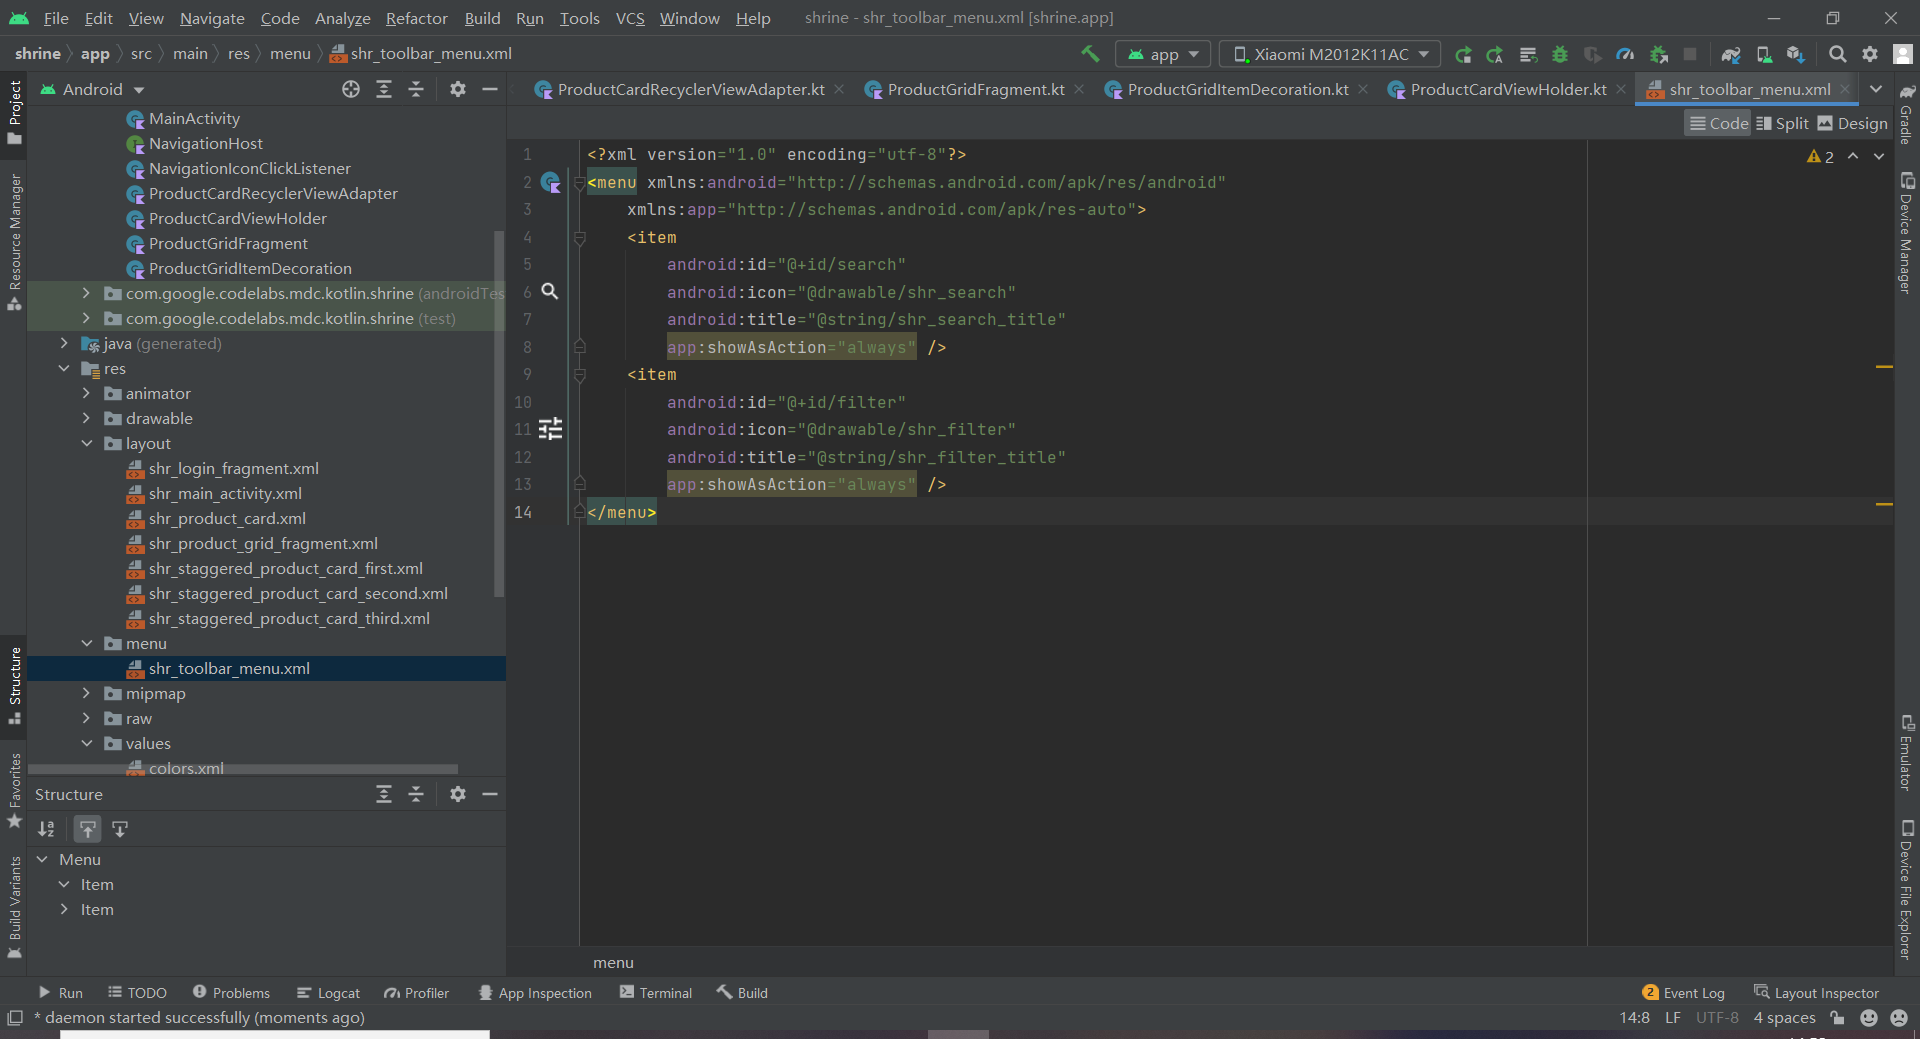 File Edit View Navigate Code Analyze Refactor Build Run Tools VCS Window Help shrine - shr_toolbar_menu.xml [shrine.app]
shrine app src main res menu shr_toolbar_menu.xml app Xiaomi M2012K11AC
Project
Resource Manager
Structure
Favorites
Build Variants
Android
MainActivity
NavigationHost
NavigationIconClickListener
ProductCardRecyclerViewAdapter
ProductCardViewHolder
ProductGridFragment
ProductGridItemDecoration
com.google.codelabs.mdc.kotlin.shrine (androidTes
com.google.codelabs.mdc.kotlin.shrine (test)
java (generated)
res
animator
drawable
layout
shr_login_fragment.xml
shr_main_activity.xml
shr_product_card.xml
shr_product_grid_fragment.xml
shr_staggered_product_card_first.xml
shr_staggered_product_card_second.xml
shr_staggered_product_card_third.xml
menu
shr_toolbar_menu.xml
mipmap
raw
values
colors.xml
Structure
Menu
Item
Item
ProductCardRecyclerViewAdapter.kt ProductGridFragment.kt ProductGridItemDecoration.kt ProductCardViewHolder.kt shr_toolbar_menu.xml
Code Split Design
2
1 <?xml version="1.0" encoding="utf-8"?>
2 <menu xmlns:android="http://schemas.android.com/apk/res/android"
3 xmlns:app="http://schemas.android.com/apk/res-auto">
4 <item
5 android:id="@+id/search"
6 android:icon="@drawable/shr_search"
7 android:title="@string/shr_search_title"
8 app:showAsAction="always" />
9 <item
10 android:id="@+id/filter"
11 android:icon="@drawable/shr_filter"
12 android:title="@string/shr_filter_title"
13 app:showAsAction="always" />
14 </menu>
menu
Gradle
Device Manager
Emulator
Device File Explorer
Run TODO Problems Logcat Profiler App Inspection Terminal Build 2 Event Log Layout Inspector
* daemon started successfully (moments ago) 14:8 LF UTF-8 4 spaces